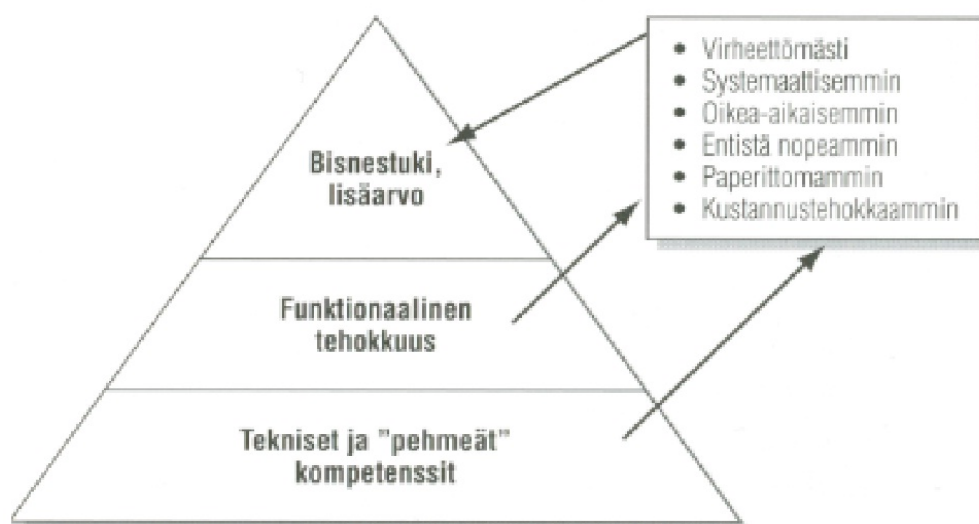 Bisnestuki,
lisäarvo
Funktionaalinen
tehokkuus
Tekniset ja ”pehmeät”
kompetenssit
• Virheettömästi
• Systemaattisemmin
• Oikea-aikaisemmin
• Entistä nopeammin
• Paperittomammin
• Kustannustehokkaammin